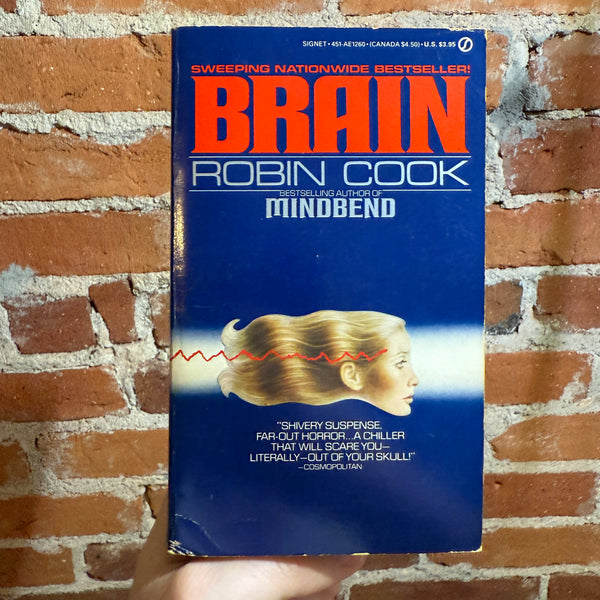 SIGNET • 451-AE1260 • (CANADA $4.50) • U.S. $3.95
SWEEPING NATIONWIDE BESTSELLER!
BRAIN
ROBIN COOK
BESTSELLING AUTHOR OF
MINDBEND
"SHIVERY SUSPENSE,
FAR-OUT HORROR...A CHILLER
THAT WILL SCARE YOU—
LITERALLY—OUT OF YOUR SKULL!"
—COSMOPOLITAN